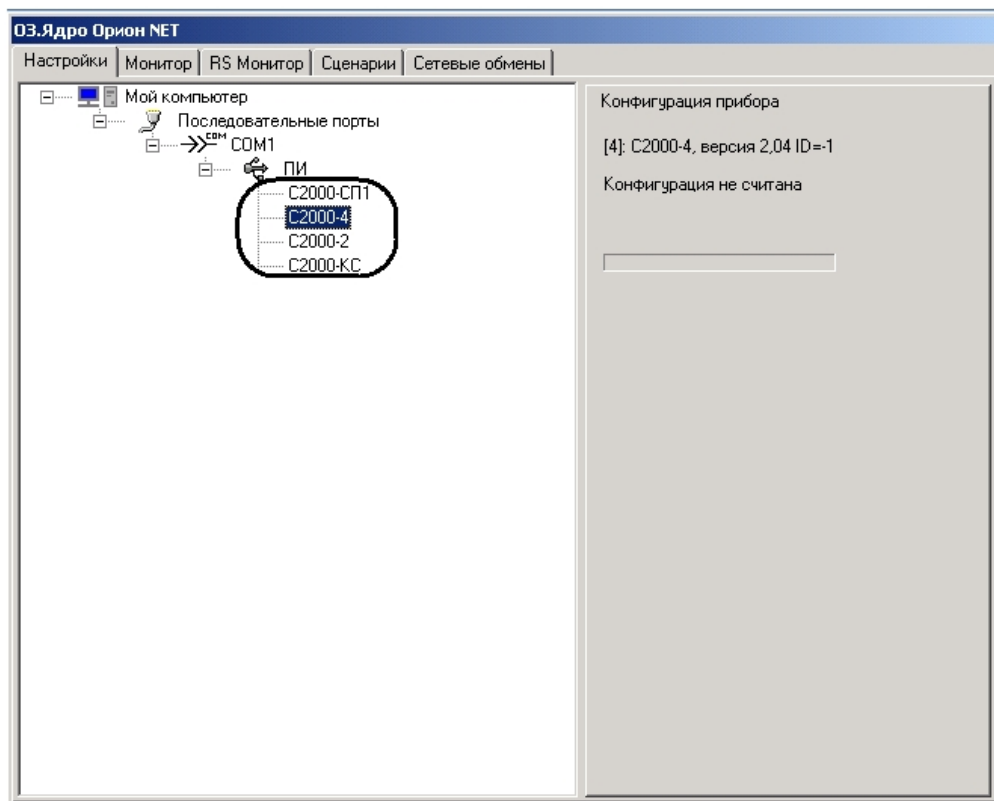 03.Ядро Орион NET
Настройки Монитор RS Монитор Сценарии Сетевые обмены
Мой компьютер
Последовательные порты
COM COM1
ПИ
С2000-СП1
С2000-4
С2000-2
С2000-КС
Конфигурация прибора
[4]: С2000-4, версия 2,04 ID=-1
Конфигурация не считана